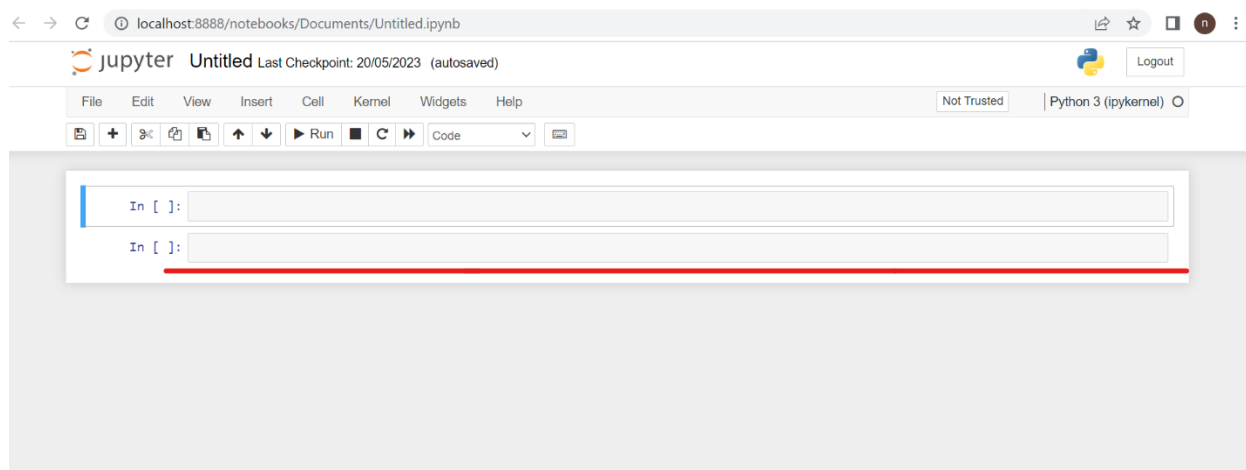 localhost:8888/notebooks/Documents/Untitled.ipynb
n
jupyter Untitled Last Checkpoint: 20/05/2023 (autosaved)
Logout
File Edit View Insert Cell Kernel Widgets Help
Not Trusted
Python 3 (ipykernel)
Run
Code
In [ ]:
In [ ]: